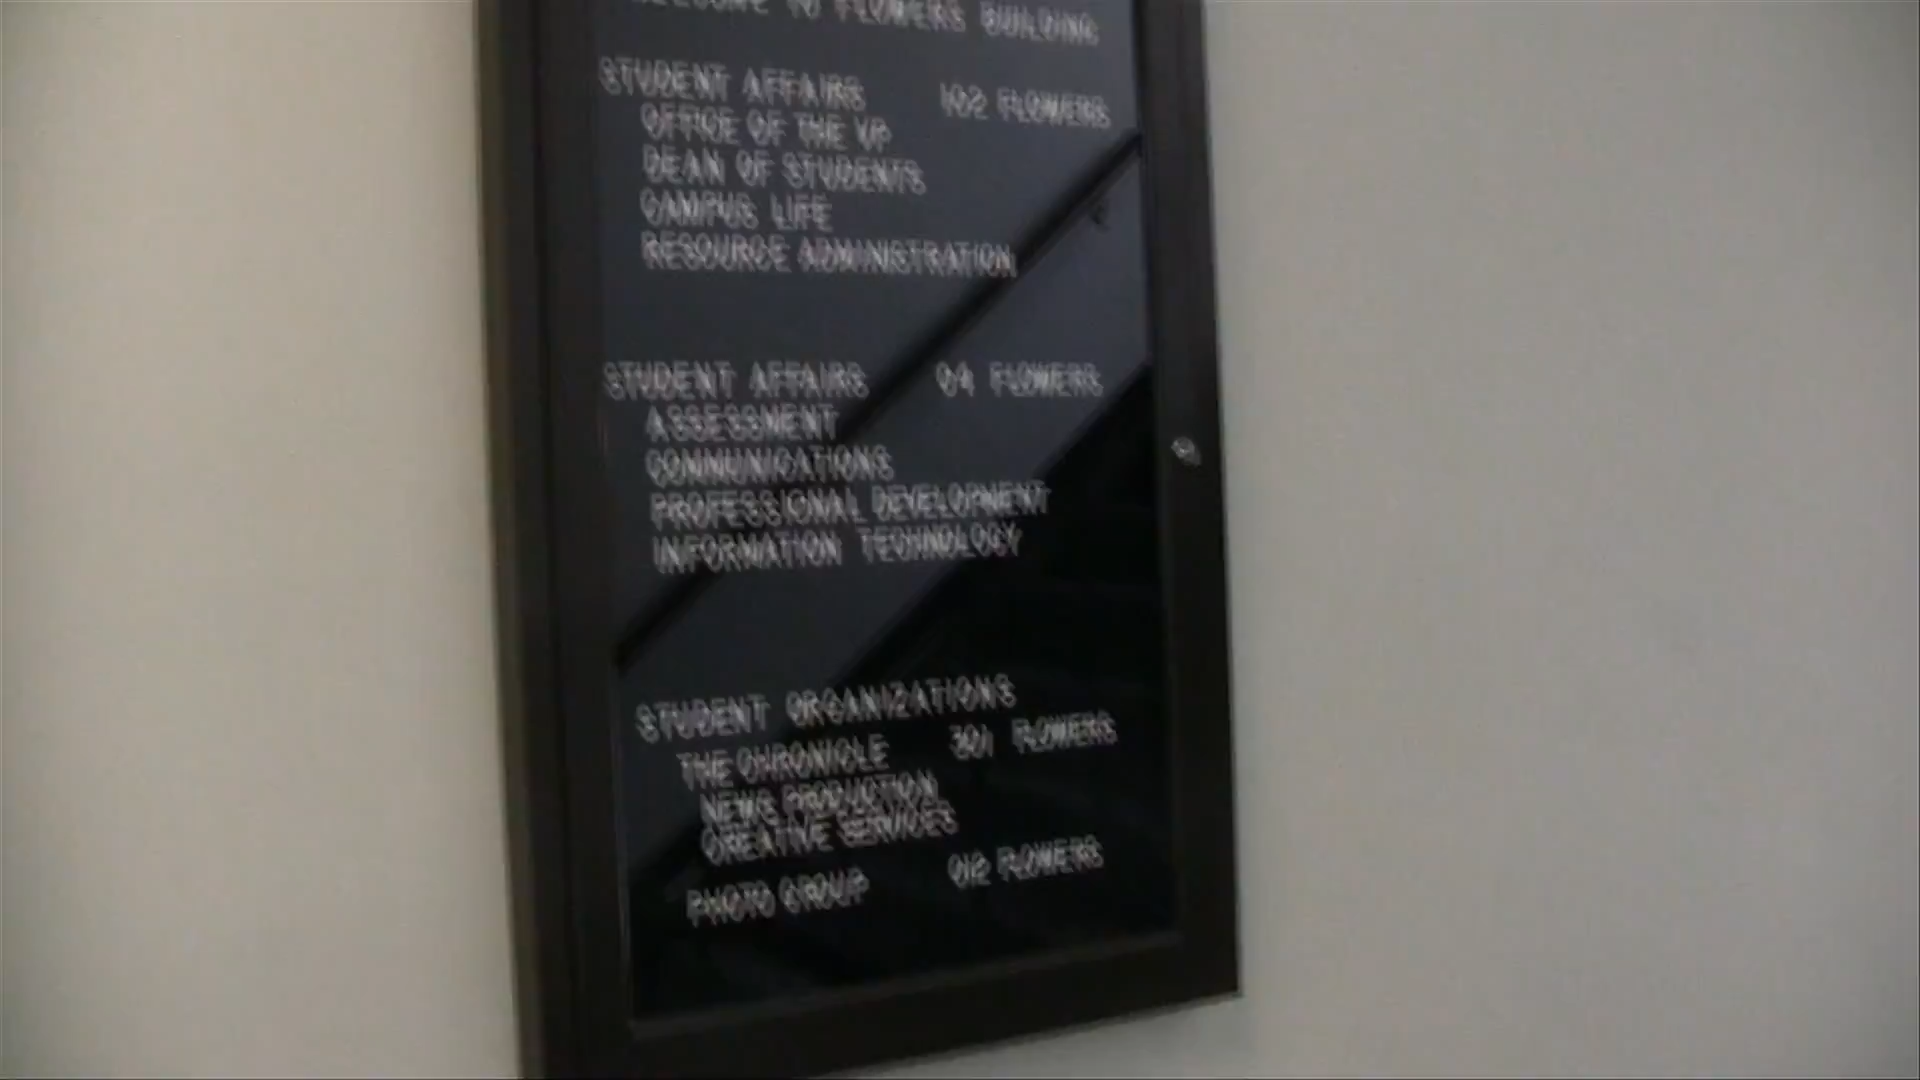 WELCOME TO FLOWERS BUILDING
STUDENT AFFAIRS 102 FLOWERS
OFFICE OF THE VP
DEAN OF STUDENTS
CAMPUS LIFE
RESOURCE ADMINISTRATION
STUDENT AFFAIRS 04 FLOWERS
ASSESSMENT
COMMUNICATIONS
PROFESSIONAL DEVELOPMENT
INFORMATION TECHNOLOGY
STUDENT ORGANIZATIONS
THE CHRONICLE 301 FLOWERS
NEWS PRODUCTION
CREATIVE SERVICES
PHOTO GROUP 012 FLOWERS